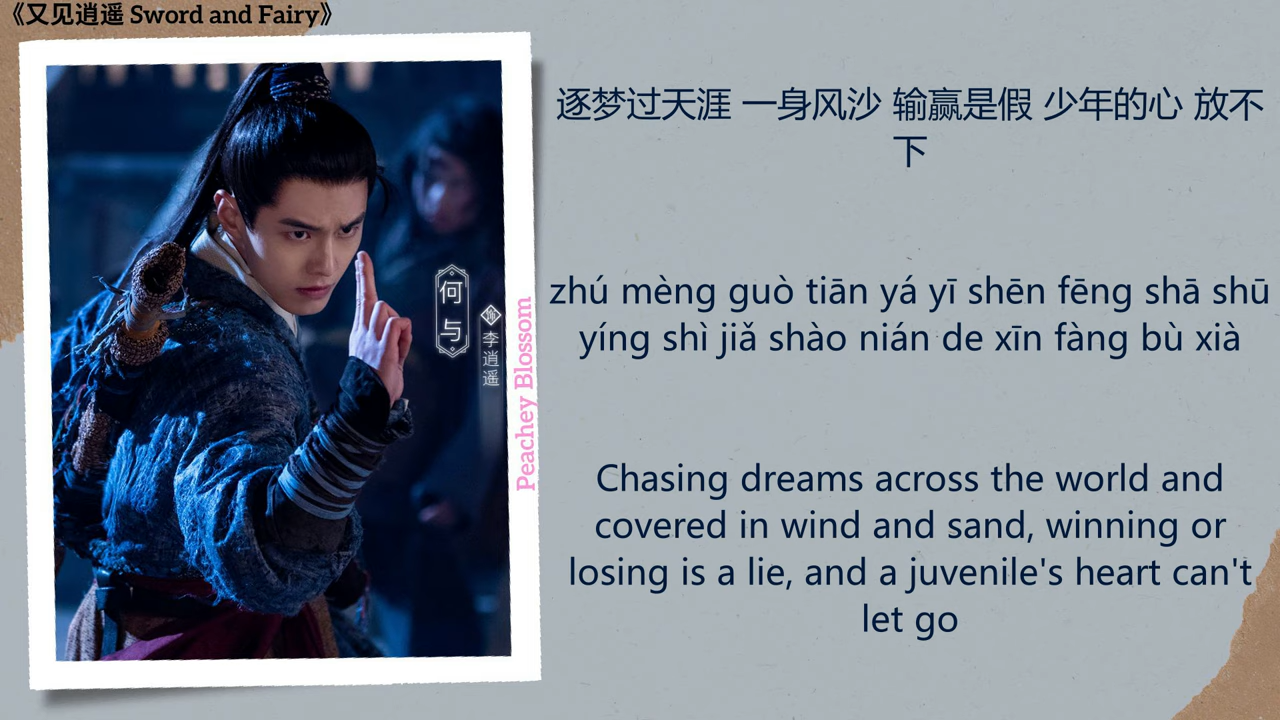 《又见逍遥 Sword and Fairy》
何与
饰
李逍遥
Peachey Blossom
逐梦过天涯 一身风沙 输赢是假 少年的心 放不
下
zhú mèng guò tiān yá yī shēn fēng shā shū
yíng shì jiǎ shào nián de xīn fàng bù xià
Chasing dreams across the world and
covered in wind and sand, winning or
losing is a lie, and a juvenile's heart can't
let go